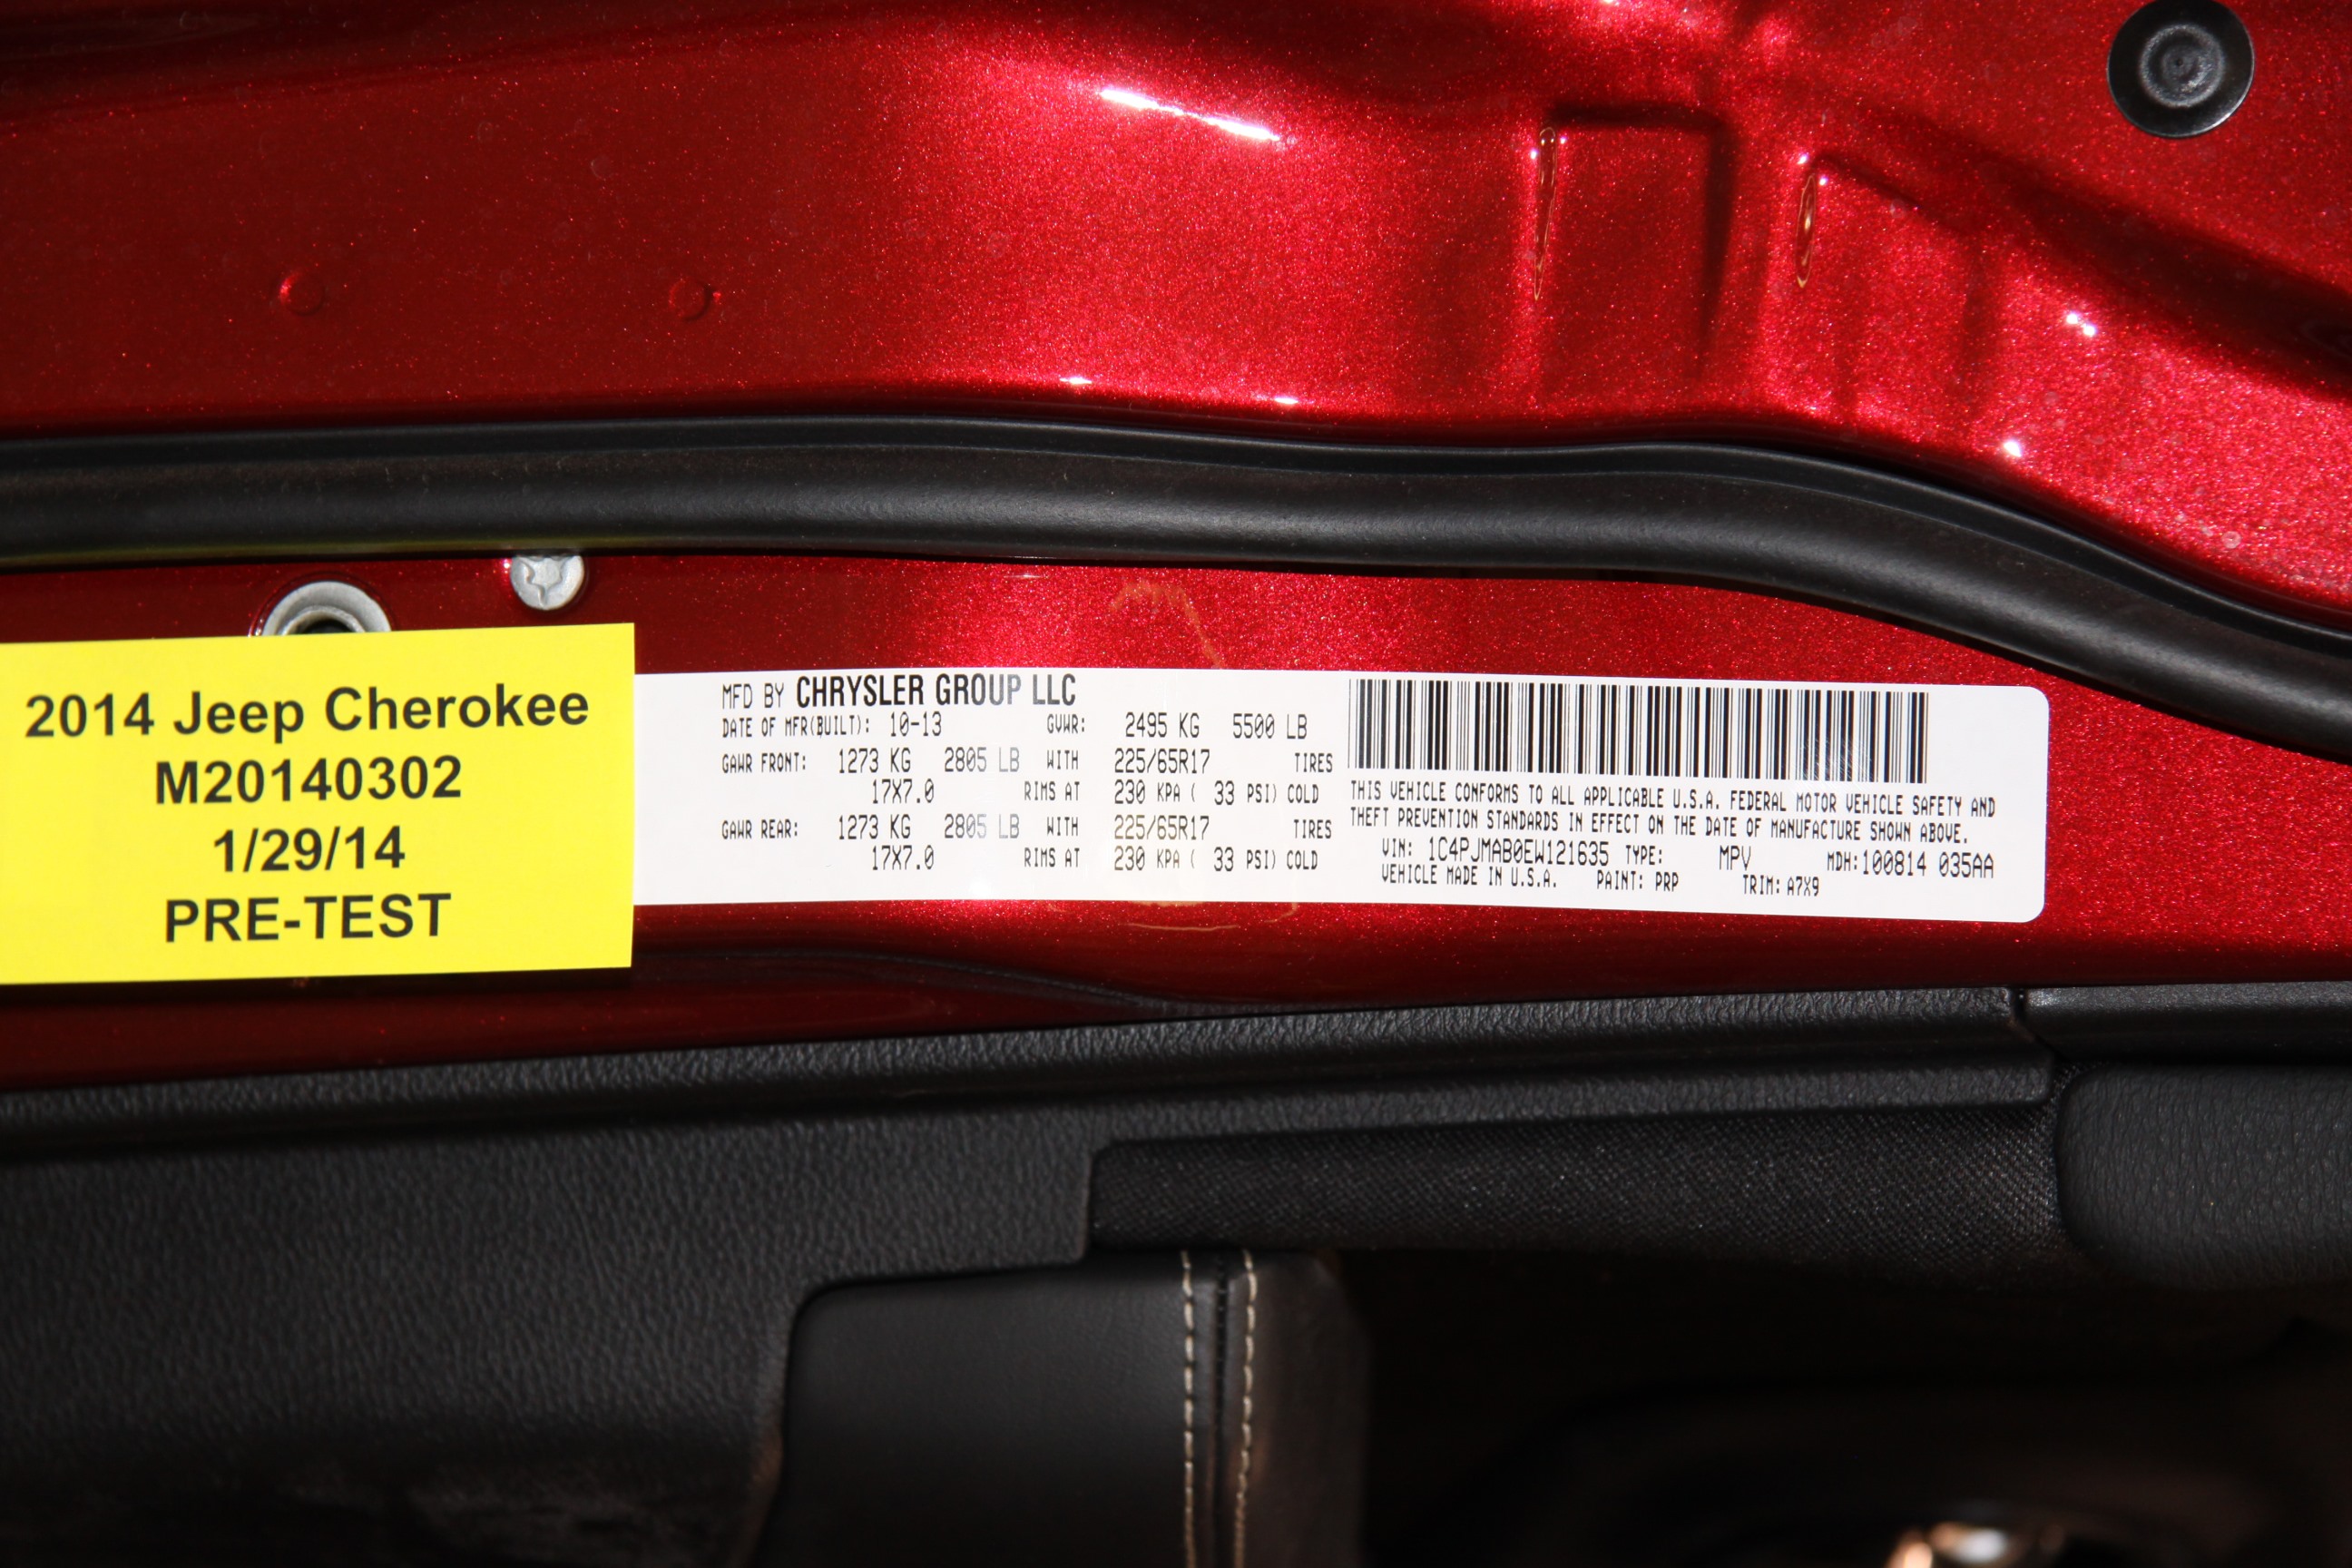 2014 Jeep Cherokee
M20140302
1/29/14
PRE-TEST
MFD BY CHRYSLER GROUP LLC
DATE OF MFR(BUILT): 10-13 GVWR: 2495 KG 5500 LB
GAWR FRONT: 1273 KG 2805 LB WITH 225/65R17 TIRES
17X7.0 RIMS AT 230 KPA ( 33 PSI) COLD
GAWR REAR: 1273 KG 2805 LB WITH 225/65R17 TIRES
17X7.0 RIMS AT 230 KPA ( 33 PSI) COLD
THIS VEHICLE CONFORMS TO ALL APPLICABLE U.S.A. FEDERAL MOTOR VEHICLE SAFETY AND
THEFT PREVENTION STANDARDS IN EFFECT ON THE DATE OF MANUFACTURE SHOWN ABOVE.
VIN: 1C4PJMAB0EW121635 TYPE: MPV MDH:100814 035AA
VEHICLE MADE IN U.S.A. PAINT: PRP TRIM: A7X9